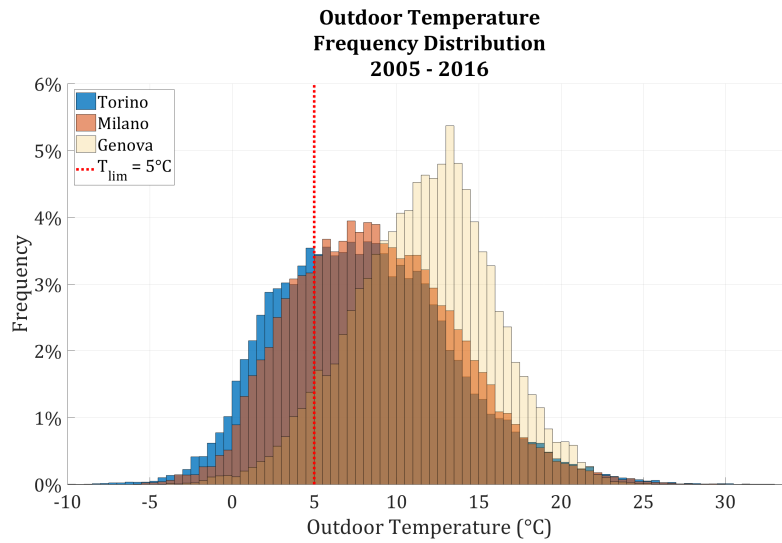 Outdoor Temperature
Frequency Distribution
2005 - 2016
6%
5%
4%
3%
2%
1%
0%
Frequency
Torino
Milano
Genova
T_lim = 5°C
-10 -5 0 5 10 15 20 25 30
Outdoor Temperature (°C)